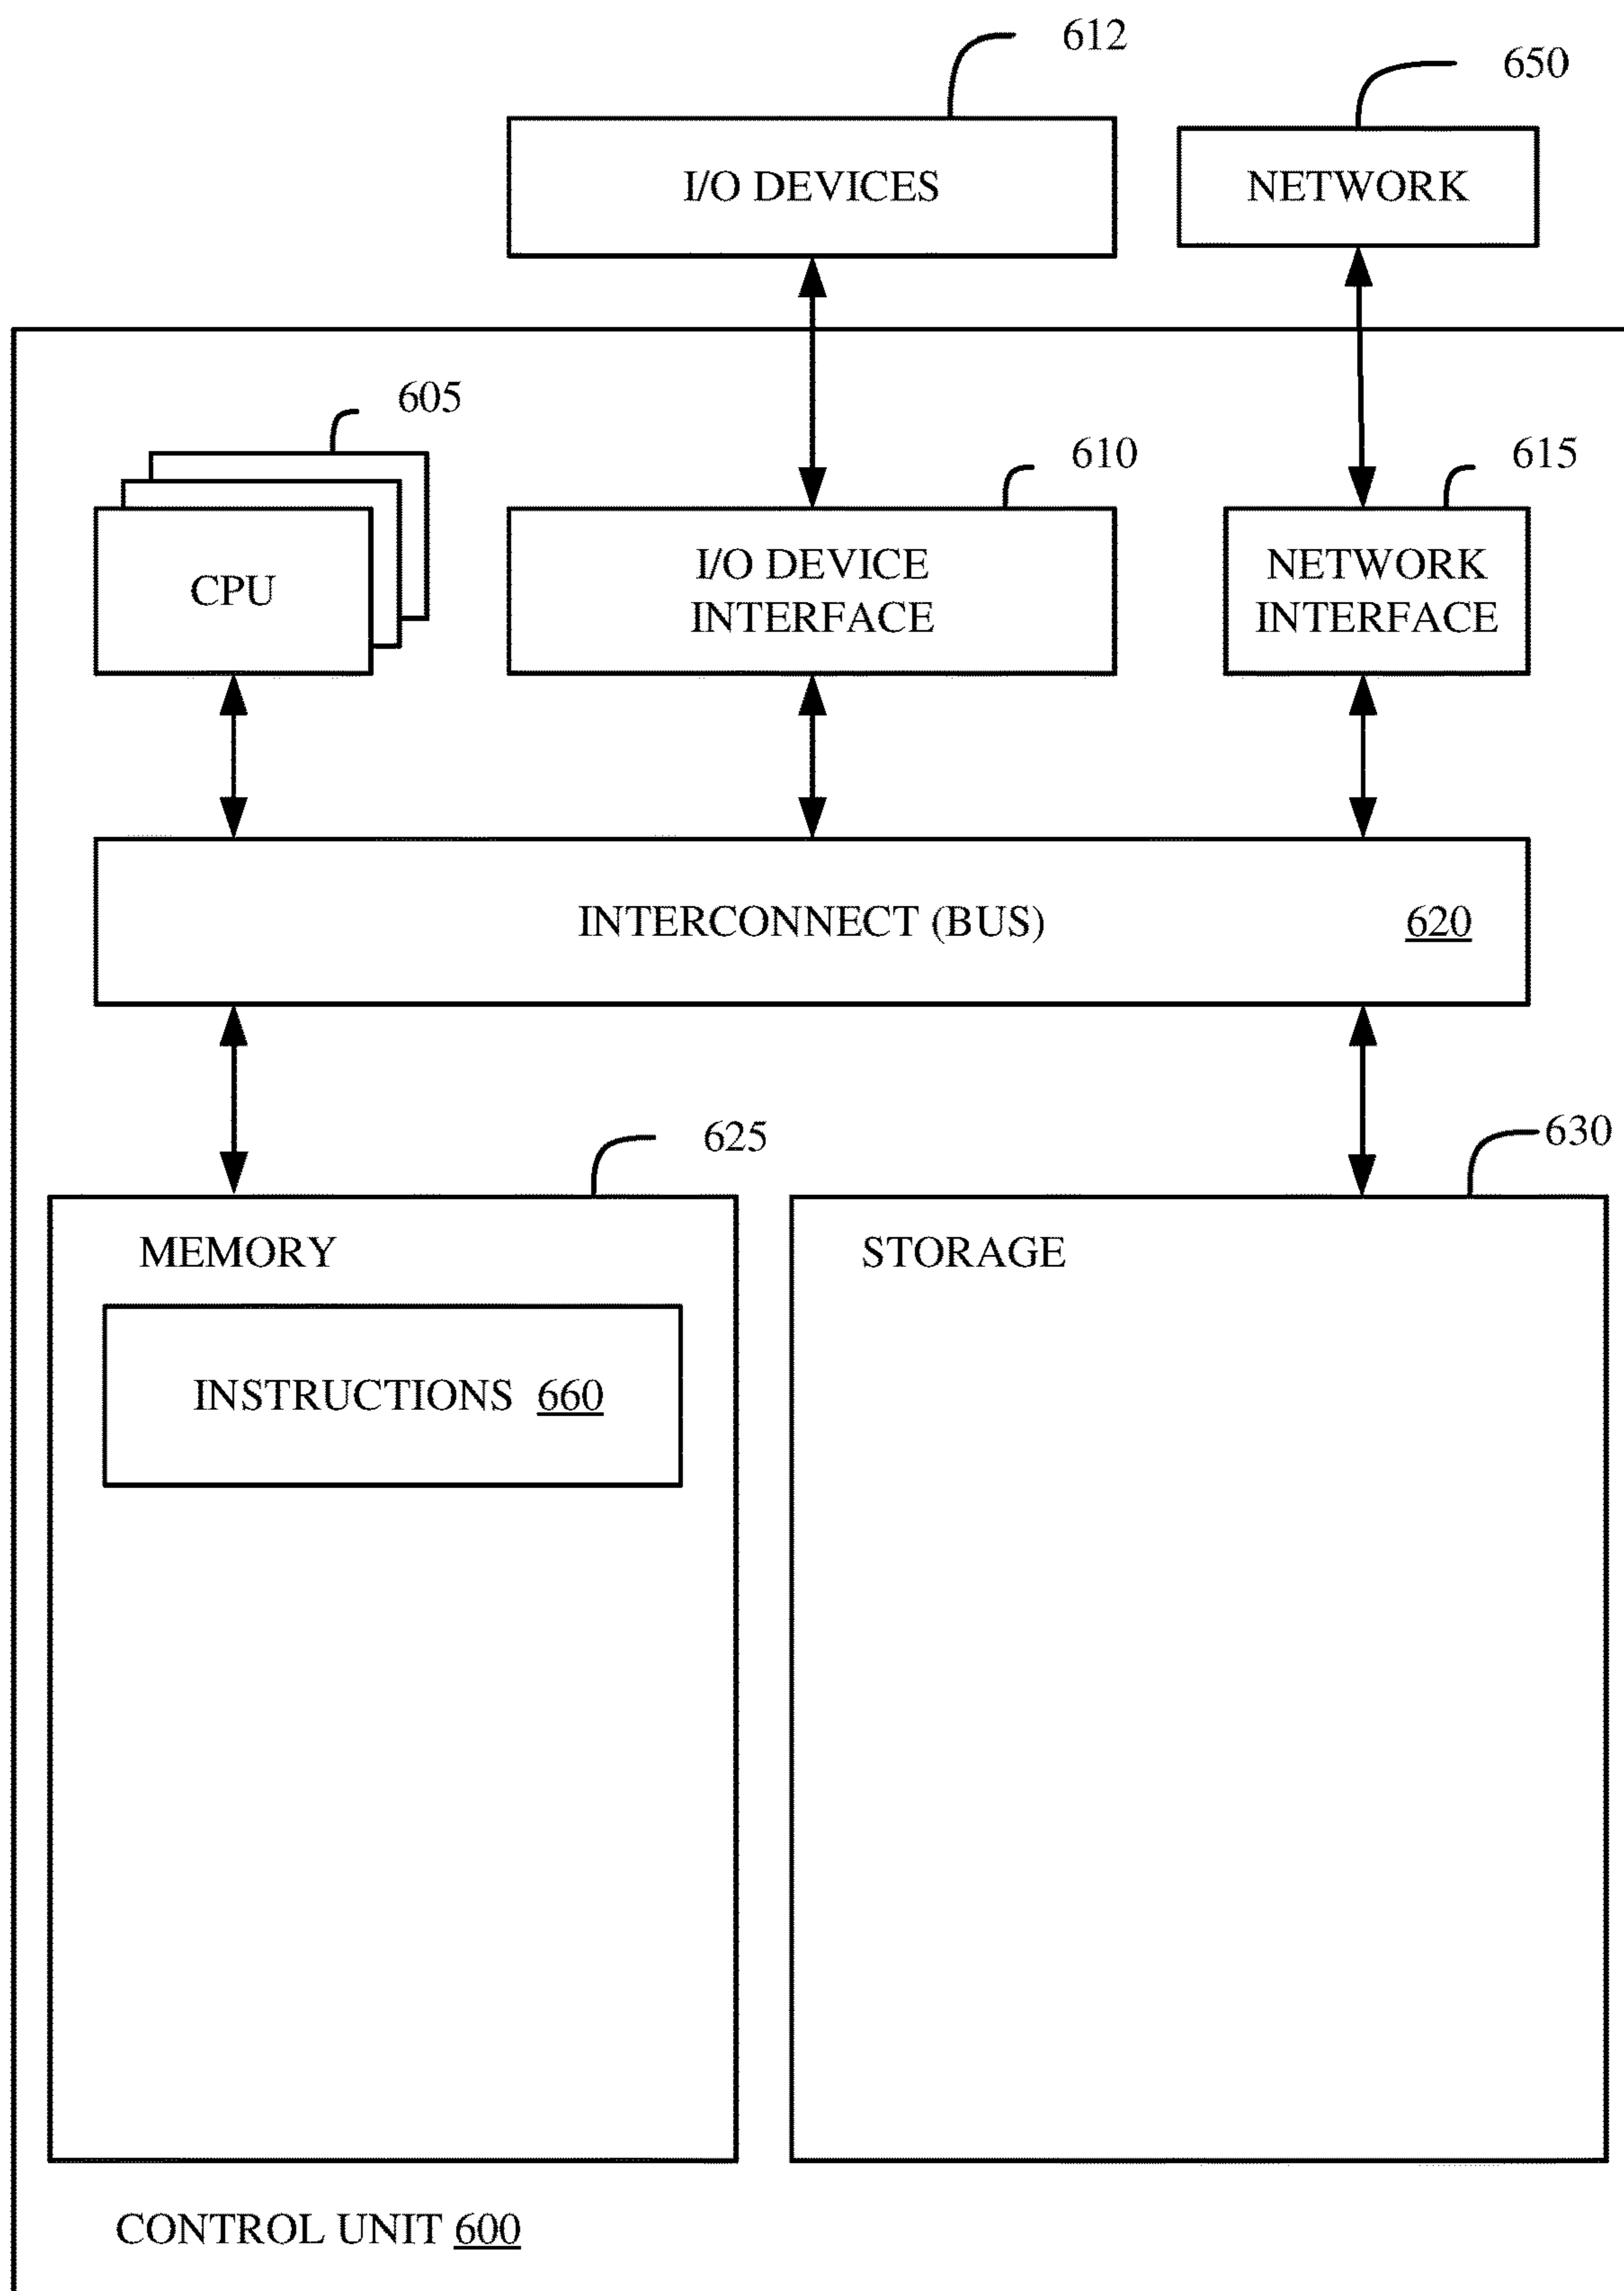 612
650
I/O DEVICES
NETWORK
605
610
615
CPU
I/O DEVICE
INTERFACE
NETWORK
INTERFACE
INTERCONNECT (BUS) 620
625
630
MEMORY
STORAGE
INSTRUCTIONS 660
CONTROL UNIT 600